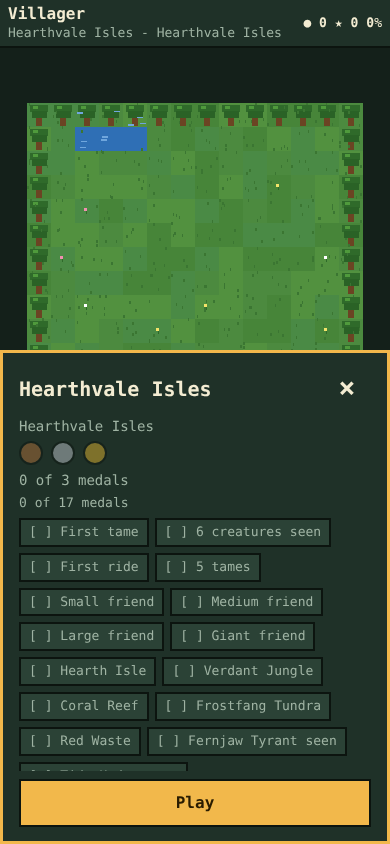 Villager
Hearthvale Isles - Hearthvale Isles
● 0 ★ 0 0%
Hearthvale Isles ×
Hearthvale Isles
0 of 3 medals
0 of 17 medals
[ ] First tame [ ] 6 creatures seen
[ ] First ride [ ] 5 tames
[ ] Small friend [ ] Medium friend
[ ] Large friend [ ] Giant friend
[ ] Hearth Isle [ ] Verdant Jungle
[ ] Coral Reef [ ] Frostfang Tundra
[ ] Red Waste [ ] Fernjaw Tyrant seen
Play